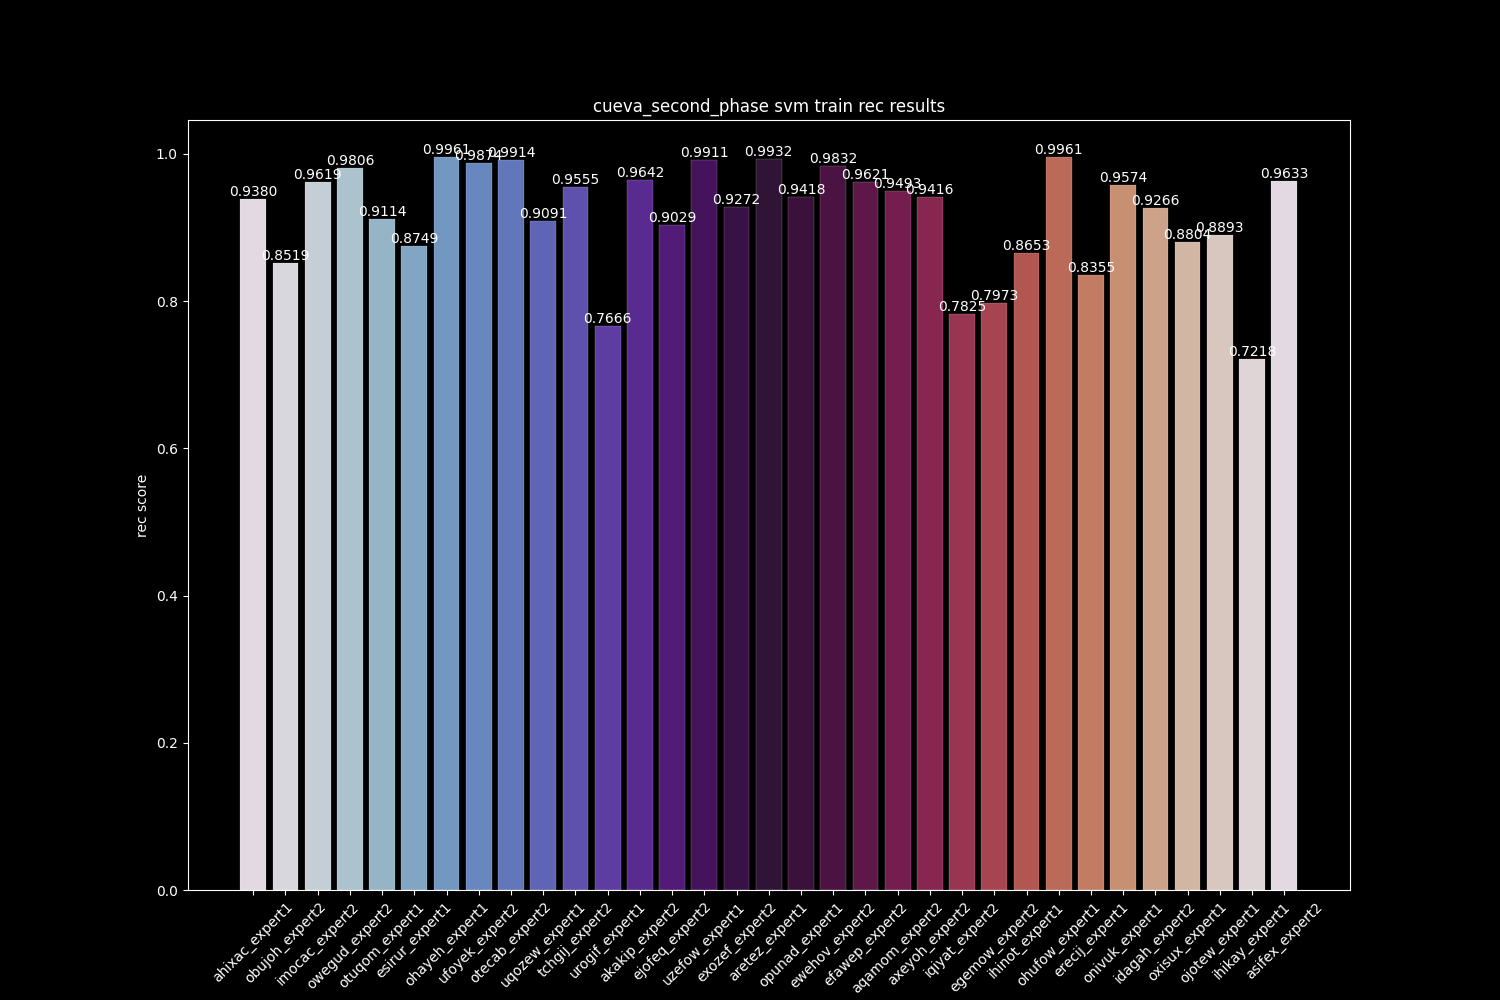 cueva_second_phase svm train rec results
rec score
1.0
0.8
0.6
0.4
0.2
0.0
0.9380
0.8519
0.9619
0.9806
0.9114
0.8749
0.9961
0.9874
0.9914
0.9091
0.9555
0.7666
0.9642
0.9029
0.9911
0.9272
0.9932
0.9418
0.9832
0.9621
0.9493
0.9416
0.7825
0.7973
0.8653
0.9961
0.8355
0.9574
0.9266
0.8804
0.8893
0.7218
0.9633
ahixac_expert1
obujoh_expert2
imocac_expert2
owegud_expert2
otuqom_expert1
esirur_expert1
ohayeh_expert1
ufoyek_expert2
otecab_expert2
uqozew_expert1
tchgij_expert2
urogif_expert1
akakip_expert2
ejofeq_expert2
uzefow_expert1
exozef_expert2
aretez_expert1
opunad_expert1
ewehov_expert2
efawep_expert2
aqamom_expert2
axeyoh_expert2
iqiyat_expert2
egemow_expert2
ihinot_expert1
ohufow_expert1
erecij_expert1
onivuk_expert1
idagah_expert2
oxisux_expert1
ojotew_expert1
ihikay_expert1
asifex_expert2